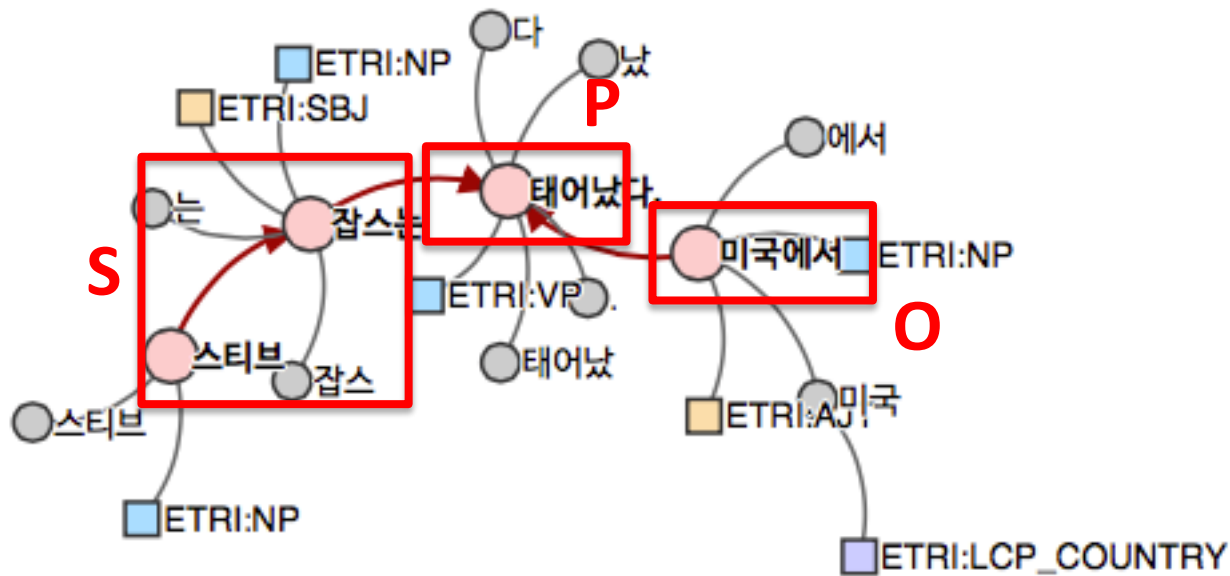 다
ETRI:NP
났
ETRI:SBJ
P
에서
태어났다.
는
잡스는
미국에서
ETRI:NP
S
ETRI:VP
.
O
스티브
태어났
잡스
미국
스티브
ETRI:AJT
ETRI:NP
ETRI:LCP_COUNTRY